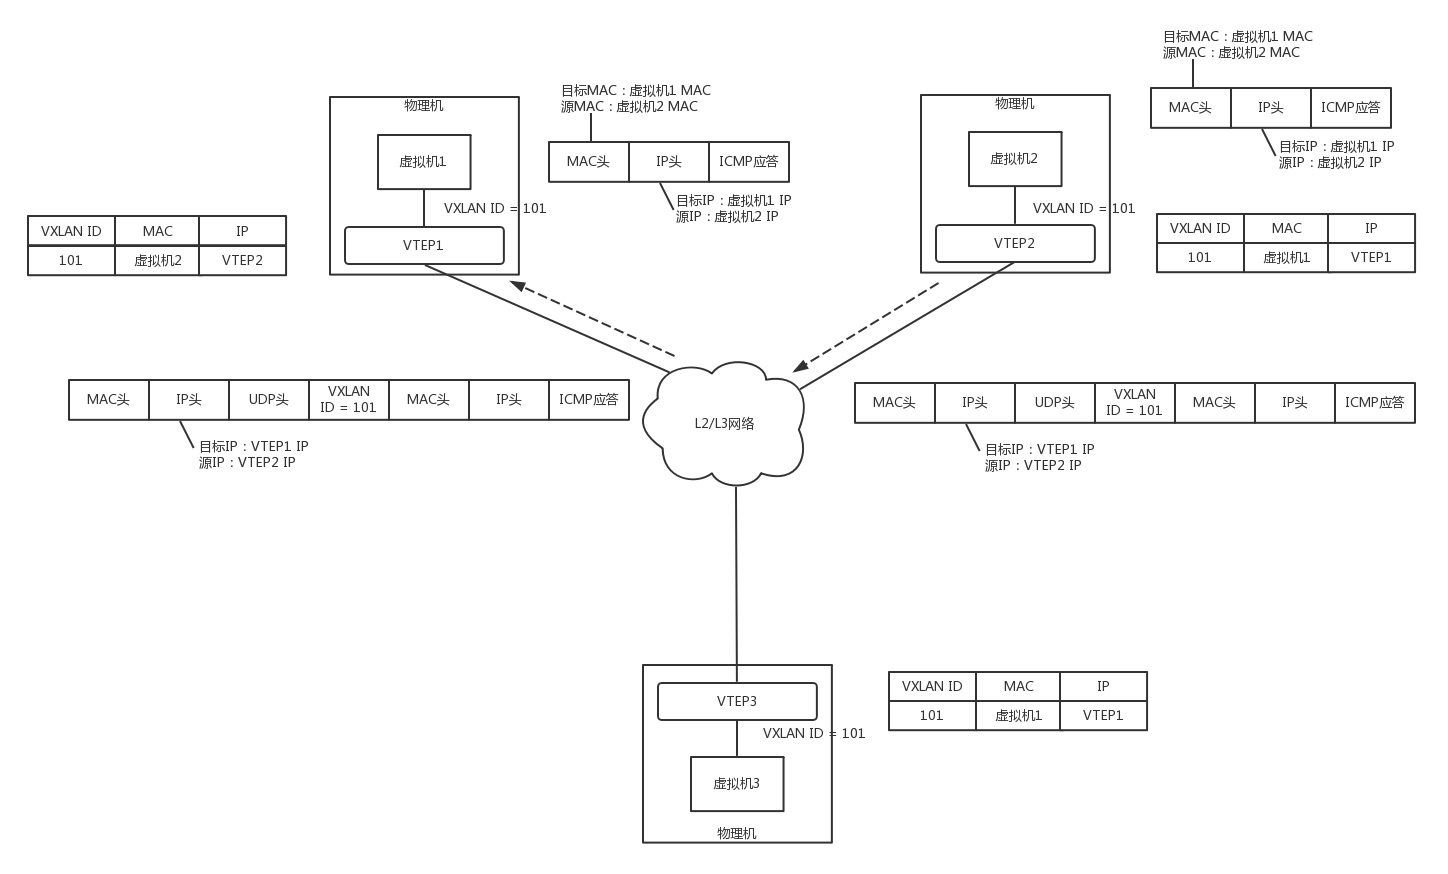 目标MAC：虚拟机1 MAC
源MAC：虚拟机2 MAC
MAC头 IP头 ICMP应答
目标IP：虚拟机1 IP
源IP：虚拟机2 IP
物理机
虚拟机1
VXLAN ID = 101
VTEP1
目标MAC：虚拟机1 MAC
源MAC：虚拟机2 MAC
MAC头 IP头 ICMP应答
目标IP：虚拟机1 IP
源IP：虚拟机2 IP
物理机
虚拟机2
VXLAN ID = 101
VTEP2
VXLAN ID MAC IP
101 虚拟机2 VTEP2
VXLAN ID MAC IP
101 虚拟机1 VTEP1
MAC头 IP头 UDP头 VXLAN
ID = 101 MAC头 IP头 ICMP应答
目标IP：VTEP1 IP
源IP：VTEP2 IP
L2/L3网络
MAC头 IP头 UDP头 VXLAN
ID = 101 MAC头 IP头 ICMP应答
目标IP：VTEP1 IP
源IP：VTEP2 IP
VTEP3
VXLAN ID = 101
虚拟机3
物理机
VXLAN ID MAC IP
101 虚拟机1 VTEP1